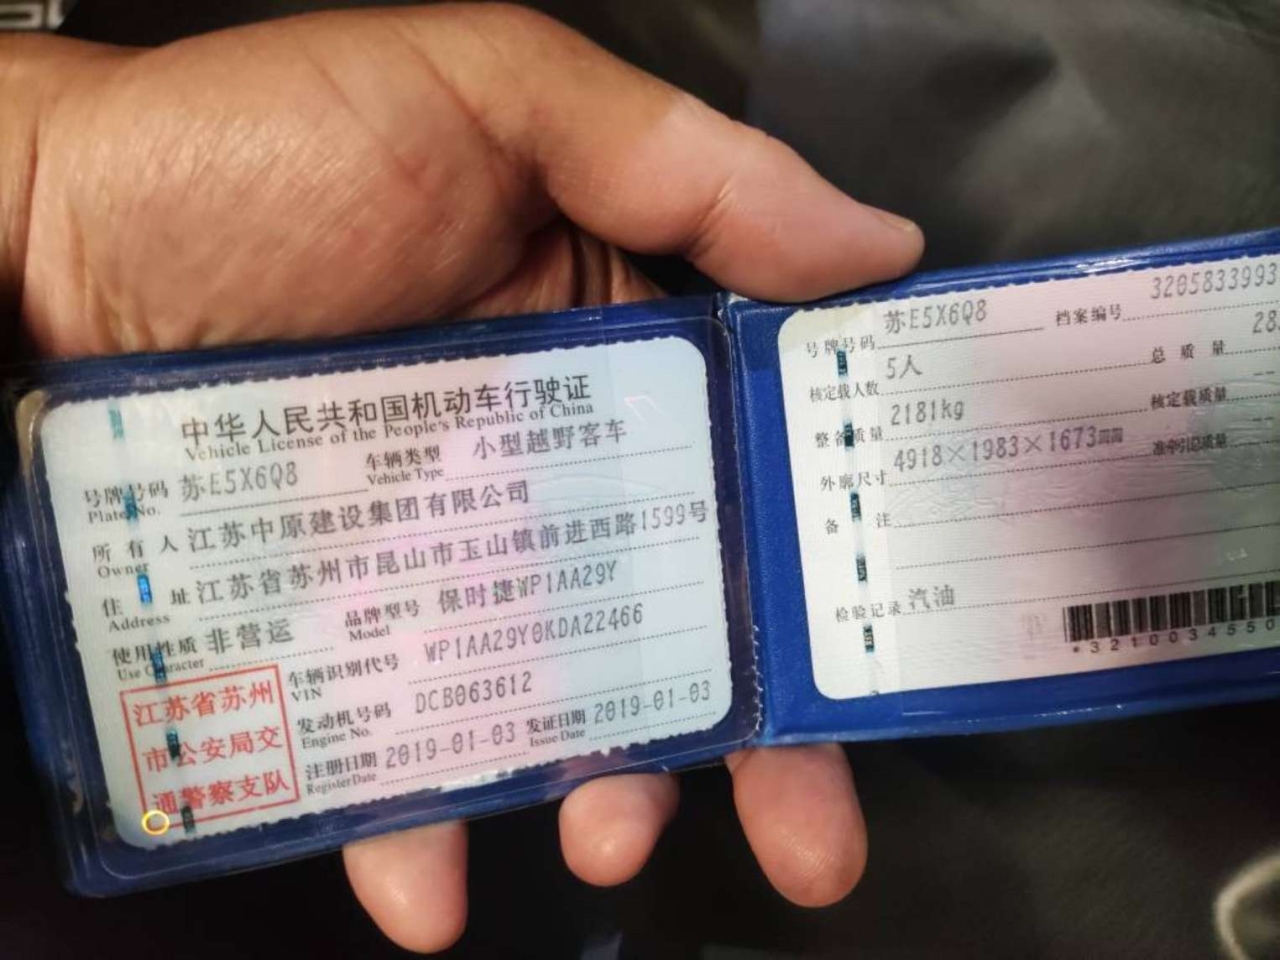 中华人民共和国机动车行驶证
Vehicle License of the People's Republic of China
号牌号码 苏E5X6Q8 车辆类型 小型越野客车
Plate No. Vehicle Type
所有人 江苏中原建设集团有限公司
Owner
住址 江苏省苏州市昆山市玉山镇前进西路1599号
Address
使用性质 非营运 品牌型号 保时捷WP1AA29Y
Use Character Model
江苏省苏州
市公安局交
通警察支队
车辆识别代号 WP1AA29Y0KDA22466
VIN
发动机号码 DCB063612
Engine No.
注册日期 2019-01-03 发证日期 2019-01-03
Register Date Issue Date
号牌号码 苏E5X6Q8 档案编号 3205833993
核定载人数 5人 总质量 28
整备质量 2181kg 核定载质量 --
外廓尺寸 4918×1983×1673 准牵引总质量 --
备注
检验记录 汽油
*3210034550